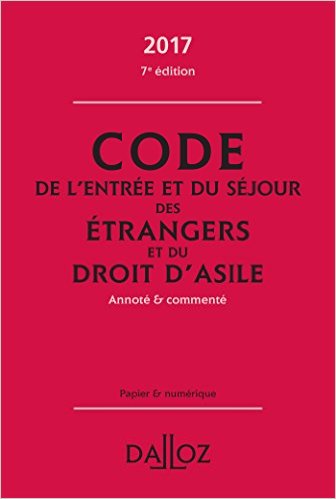 2017
7e édition
CODE
DE L'ENTRÉE ET DU SÉJOUR
DES
ÉTRANGERS
ET DU
DROIT D'ASILE
Annoté & commenté
Papier & numérique
DALLOZ